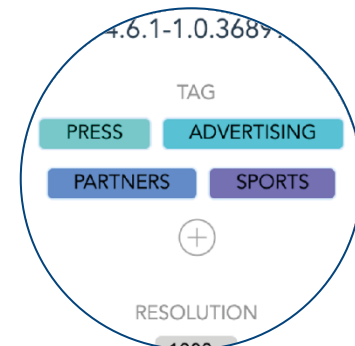 4.6.1-1.0.3689
TAG
PRESS ADVERTISING
PARTNERS SPORTS
RESOLUTION